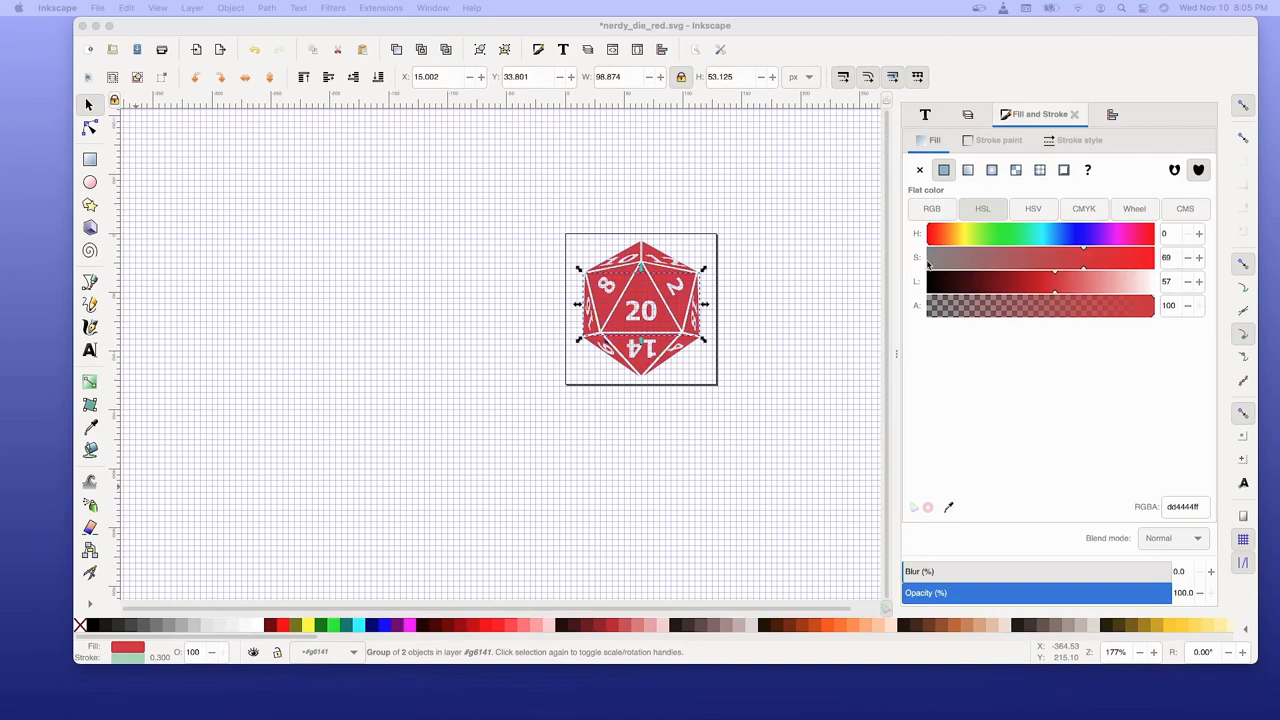 Inkscape File Edit View Layer Object Path Text Filters Extensions Window Help Wed Nov 10 8:05 PM
*nerdy_die_red.svg - Inkscape
X: 15.002 Y: 33.801 W: 98.874 H: 53.125 px
Fill and Stroke
Fill Stroke paint Stroke style
Flat color
RGB HSL HSV CMYK Wheel CMS
H: 0
S: 69
L: 57
A: 100
8 2
20
14
RGBA: dd4444ff
Blend mode: Normal
Blur (%) 0.0
Opacity (%) 100.0
Fill: O: 100 #g6141 Group of 2 objects in layer #g6141. Click selection again to toggle scale/rotation handles. X: -364.53 Z: 177% R: 0.00°
Stroke: 0.300 Y: 215.10